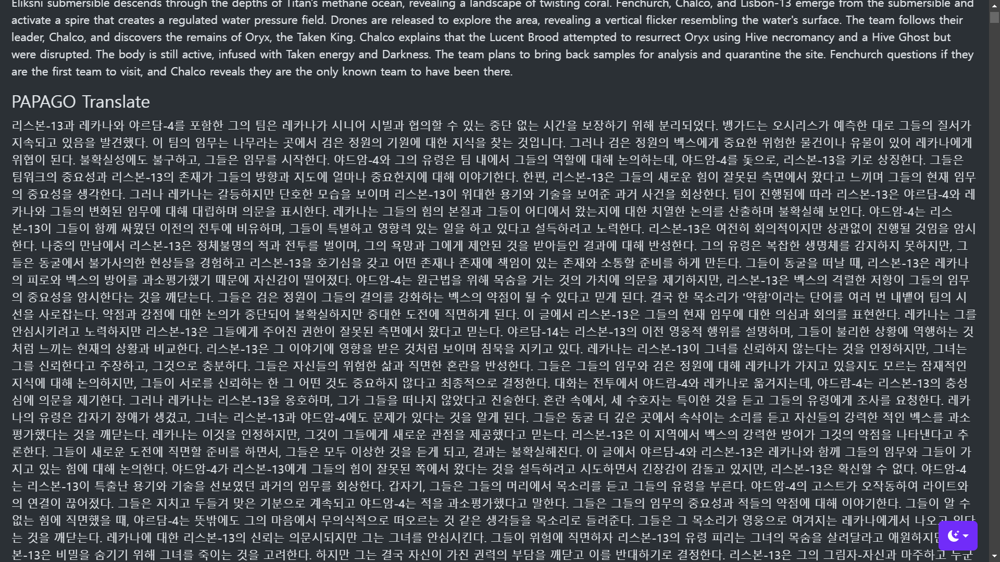 Eliksni submersible descends through the depths of Titan's methane ocean, revealing a landscape of twisting coral. Fenchurch, Chalco, and Lisbon-13 emerge from the submersible and
activate a spire that creates a regulated water pressure field. Drones are released to explore the area, revealing a vertical flicker resembling the water's surface. The team follows their
leader, Chalco, and discovers the remains of Oryx, the Taken King. Chalco explains that the Lucent Brood attempted to resurrect Oryx using Hive necromancy and a Hive Ghost but
were disrupted. The body is still active, infused with Taken energy and Darkness. The team plans to bring back samples for analysis and quarantine the site. Fenchurch questions if they
are the first team to visit, and Chalco reveals they are the only known team to have been there.
PAPAGO Translate
리스본-13과 레카나와 야르담-4를 포함한 그의 팀은 레카나가 시니어 시빌과 협의할 수 있는 중단 없는 시간을 보장하기 위해 분리되었다. 뱅가드는 오시리스가 예측한 대로 그들의 질서가
지속되고 있음을 발견했다. 이 팀의 임무는 나무라는 곳에서 검은 정원의 기원에 대한 지식을 찾는 것입니다. 그러나 검은 정원의 벡스에게 중요한 위험한 물건이나 유물이 있어 레카나에게
위협이 된다. 불확실성에도 불구하고, 그들은 임무를 시작한다. 야드암-4와 그의 유령은 팀 내에서 그들의 역할에 대해 논의하는데, 야드암-4를 돛으로, 리스본-13을 키로 상징한다. 그들은
팀워크의 중요성과 리스본-13의 존재가 그들의 방향과 지도에 얼마나 중요한지에 대해 이야기한다. 한편, 리스본-13은 그들의 새로운 힘이 잘못된 측면에서 왔다고 느끼며 그들의 현재 임무
의 중요성을 생각한다. 그러나 레카나는 갈등하지만 단호한 모습을 보이며 리스본-13이 위대한 용기와 기술을 보여준 과거 사건을 회상한다. 팀이 진행됨에 따라 리스본-13은 야르담-4와 레
카나와 그들의 변화된 임무에 대해 대립하며 의문을 표시한다. 레카나는 그들의 힘의 본질과 그들이 어디에서 왔는지에 대한 치열한 논의를 산출하며 불확실해 보인다. 야드암-4는 리스
본-13이 그들이 함께 싸웠던 이전의 전투에 비유하며, 그들이 특별하고 영향력 있는 일을 하고 있다고 설득하려고 노력한다. 리스본-13은 여전히 회의적이지만 상관없이 진행될 것임을 암시
한다. 나중의 만남에서 리스본-13은 정체불명의 적과 전투를 벌이며, 그의 욕망과 그에게 제안된 것을 받아들인 결과에 대해 반성한다. 그의 유령은 복잡한 생명체를 감지하지 못하지만, 그
들은 동굴에서 불가사의한 현상들을 경험하고 리스본-13을 호기심을 갖고 어떤 존재나 존재에 책임이 있는 존재와 소통할 준비를 하게 만든다. 그들이 동굴을 떠날 때, 리스본-13은 레카나
의 피로와 벡스의 방어를 과소평가했기 때문에 자신감이 떨어졌다. 야드암-4는 원근법을 위해 목숨을 거는 것의 가치에 의문을 제기하지만, 리스본-13은 벡스의 격렬한 저항이 그들의 임무
의 중요성을 암시한다는 것을 깨닫는다. 그들은 검은 정원이 그들의 결의를 강화하는 벡스의 약점이 될 수 있다고 믿게 된다. 결국 한 목소리가 '약함'이라는 단어를 여러 번 내뱉어 팀의 시
선을 사로잡는다. 약점과 강점에 대한 논의가 중단되어 불확실하지만 중대한 도전에 직면하게 된다. 이 글에서 리스본-13은 그들의 현재 임무에 대한 의심과 회의를 표현한다. 레카나는 그를
안심시키려고 노력하지만 리스본-13은 그들에게 주어진 권한이 잘못된 측면에서 왔다고 믿는다. 야르담-14는 리스본-13의 이전 영웅적 행위를 설명하며, 그들이 불리한 상황에 역행하는 것
처럼 느끼는 현재의 상황과 비교한다. 리스본-13은 그 이야기에 영향을 받은 것처럼 보이며 침묵을 지키고 있다. 레카나는 리스본-13이 그녀를 신뢰하지 않는다는 것을 인정하지만, 그녀는
그를 신뢰한다고 주장하고, 그것으로 충분하다. 그들은 자신들의 위험한 삶과 직면한 혼란을 반성한다. 그들은 그들의 임무와 검은 정원에 대해 레카나가 가지고 있을지도 모르는 잠재적인
지식에 대해 논의하지만, 그들이 서로를 신뢰하는 한 그 어떤 것도 중요하지 않다고 최종적으로 결정한다. 대화는 전투에서 야드람-4와 레카나로 옮겨지는데, 야드람-4는 리스본-13의 충성
심에 의문을 제기한다. 그러나 레카나는 리스본-13을 옹호하며, 그가 그들을 떠나지 않았다고 진술한다. 혼란 속에서, 세 수호자는 특이한 것을 듣고 그들의 유령에게 조사를 요청한다. 레카
나의 유령은 갑자기 장애가 생겼고, 그녀는 리스본-13과 야드암-4에도 문제가 있다는 것을 알게 된다. 그들은 동굴 더 깊은 곳에서 속삭이는 소리를 듣고 자신들의 강력한 적인 벡스를 과소
평가했다는 것을 깨닫는다. 레카나는 이것을 인정하지만, 그것이 그들에게 새로운 관점을 제공했다고 믿는다. 리스본-13은 이 지역에서 벡스의 강력한 방어가 그것의 약점을 나타낸다고 추
론한다. 그들이 새로운 도전에 직면할 준비를 하면서, 그들은 모두 이상한 것을 듣게 되고, 결과는 불확실해진다. 이 글에서 야르담-4와 리스본-13은 레카나와 함께 그들의 임무와 그들이 가
지고 있는 힘에 대해 논의한다. 야드암-4가 리스본-13에게 그들의 힘이 잘못된 쪽에서 왔다는 것을 설득하려고 시도하면서 긴장감이 감돌고 있지만, 리스본-13은 확신할 수 없다. 야드암-4
는 리스본-13이 특출난 용기와 기술을 선보였던 과거의 임무를 회상한다. 갑자기, 그들은 그들의 머리에서 목소리를 듣고 그들의 유령을 부른다. 야드암-4의 고스트가 오작동하여 라이트와
의 연결이 끊어졌다. 그들은 지치고 두들겨 맞은 기분으로 계속되고 야드암-4는 적을 과소평가했다고 말한다. 그들은 그들의 임무의 중요성과 적들의 약점에 대해 이야기한다. 그들이 알 수
없는 힘에 직면했을 때, 야르담-4는 뜻밖에도 그의 마음에서 무의식적으로 떠오르는 것 같은 생각들을 목소리로 들려준다. 그들은 그 목소리가 영웅으로 여겨지는 레카나에게서 나오고 있다
는 것을 깨닫는다. 레카나에 대한 리스본-13의 신뢰는 의문시되지만 그는 그녀를 안심시킨다. 그들이 위험에 직면하자 리스본-13의 유령 피리는 그녀의 목숨을 살려달라고 애원하지만
본-13은 비밀을 숨기기 위해 그녀를 죽이는 것을 고려한다. 하지만 그는 결국 자신이 가진 권력의 부담을 깨닫고 이를 반대하기로 결정한다. 리스본-13은 그의 그림자-자신과 마주하고 누군